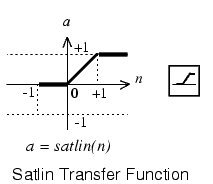 a
+1
n
-1
0
+1
-1
a = satlin(n)
Satlin Transfer Function